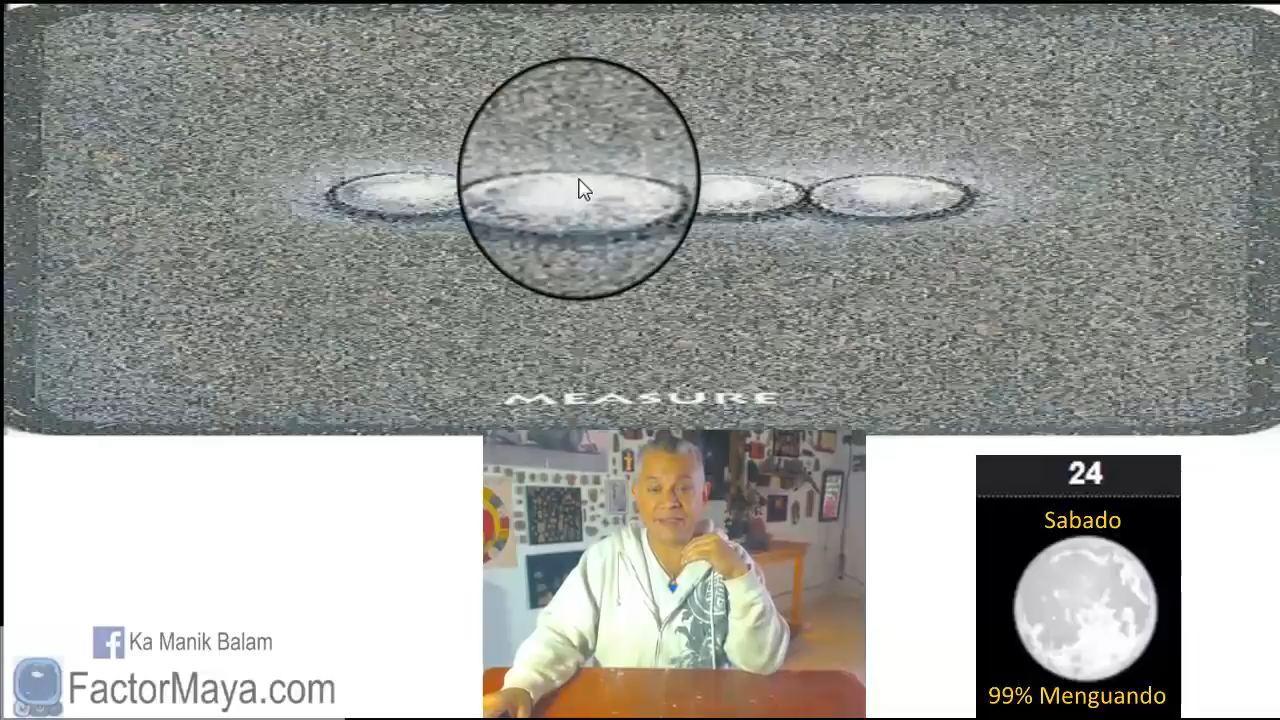 MEASURE
24
Sabado
99% Menguando
Ka Manik Balam
FactorMaya.com